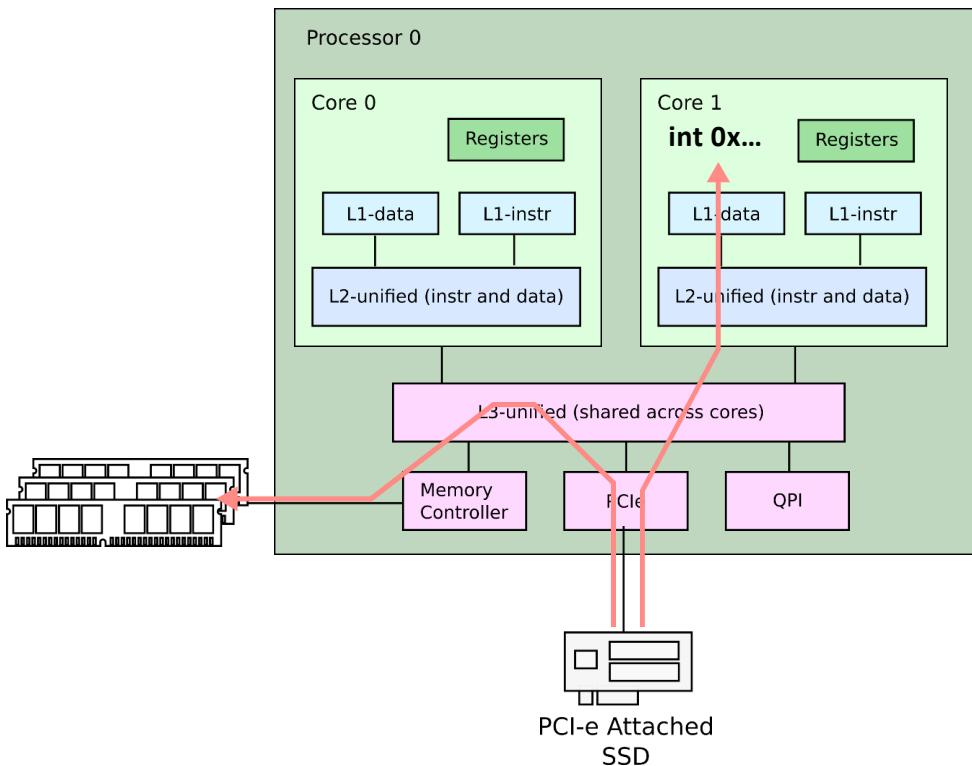 Processor 0
Core 0
Registers
L1-data
L1-instr
L2-unified (instr and data)
Core 1
int 0x...
Registers
L1-data
L1-instr
L2-unified (instr and data)
L3-unified (shared across cores)
Memory
Controller
PCIe
QPI
PCI-e Attached
SSD